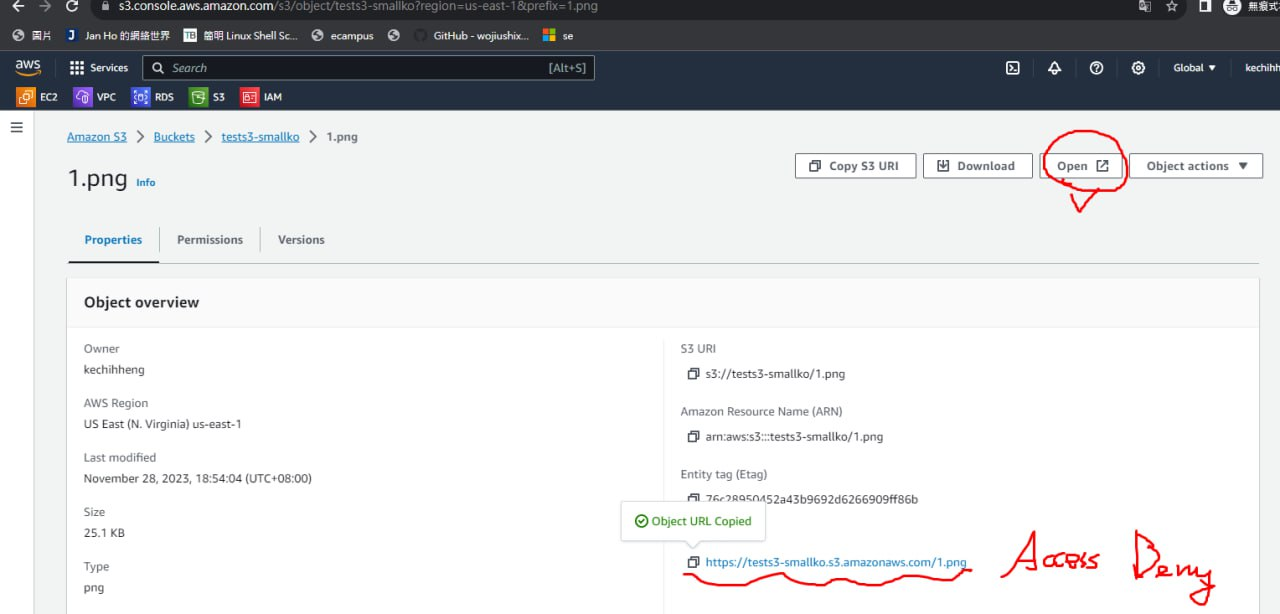 s3.console.aws.amazon.com/s3/object/tests3-smallko?region=us-east-1&prefix=1.png
無痕式
圖片 Jan Ho 的網絡世界 TB 簡明 Linux Shell Sc... ecampus GitHub - wojiushix... se
aws Services Search [Alt+S] Global ▼ kechihh
EC2 VPC RDS S3 IAM
Amazon S3 > Buckets > tests3-smallko > 1.png
1.png Info
Copy S3 URI Download Open Object actions ▼
Properties Permissions Versions
Object overview
Owner
kechihheng
AWS Region
US East (N. Virginia) us-east-1
Last modified
November 28, 2023, 18:54:04 (UTC+08:00)
Size
25.1 KB
Type
png
S3 URI
s3://tests3-smallko/1.png
Amazon Resource Name (ARN)
arn:aws:s3:::tests3-smallko/1.png
Entity tag (Etag)
76c28950452a43b9692d6266909ff86b
Object URL Copied
https://tests3-smallko.s3.amazonaws.com/1.png
Access Deny